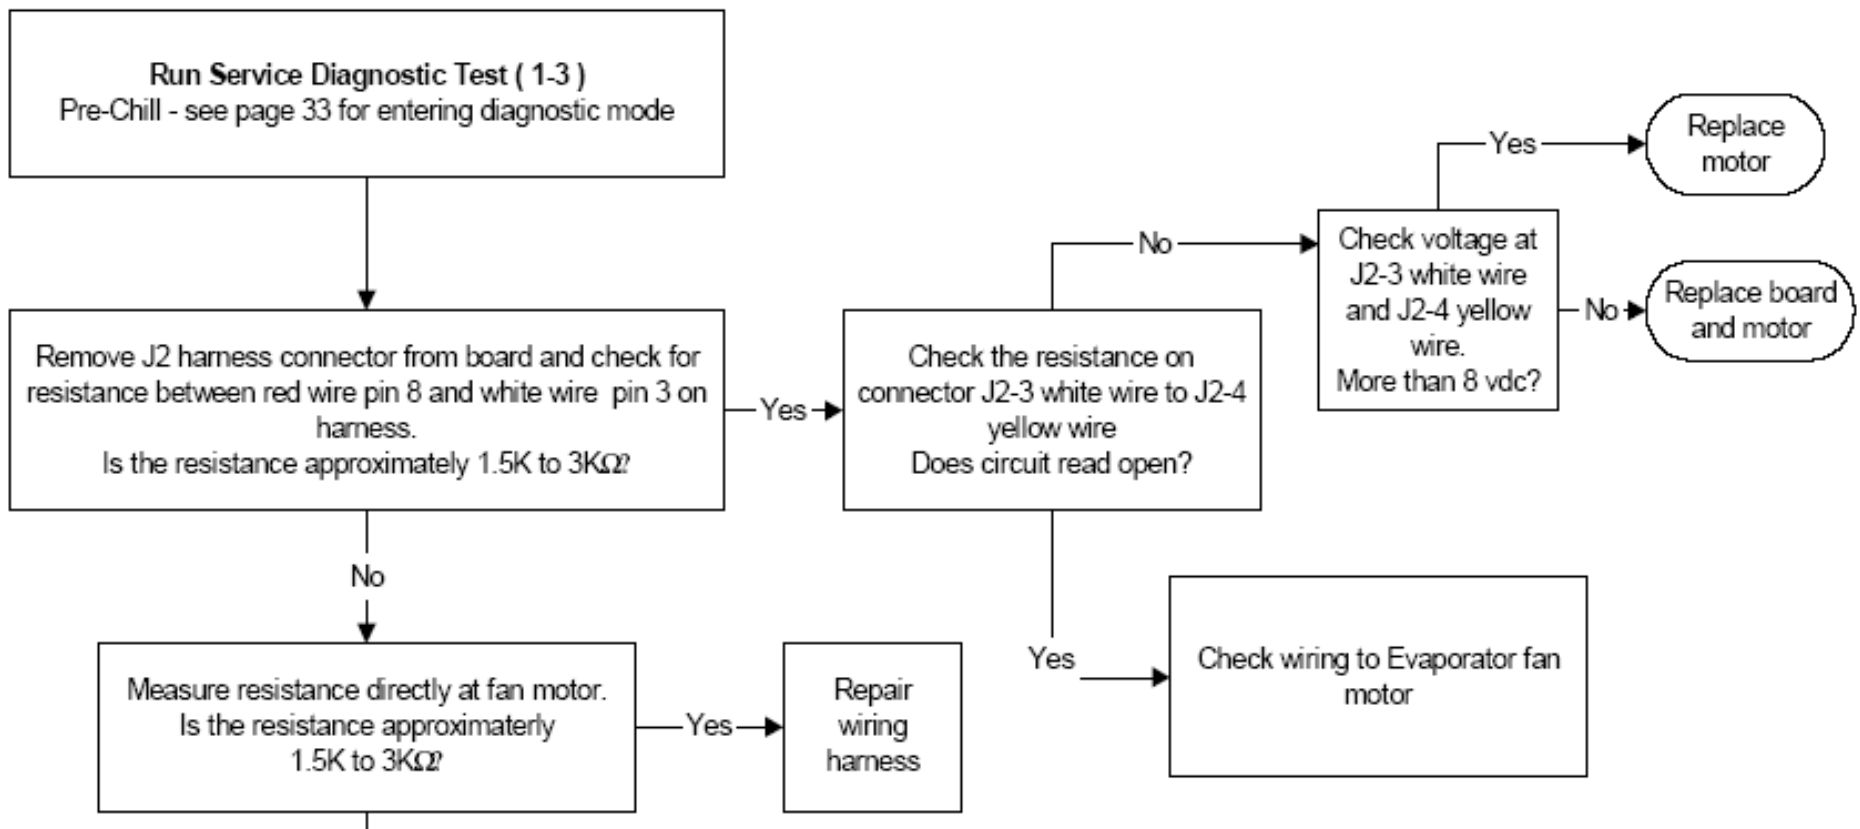 Run Service Diagnostic Test ( 1-3 )
Pre-Chill - see page 33 for entering diagnostic mode
Remove J2 harness connector from board and check for
resistance between red wire pin 8 and white wire pin 3 on
harness.
Is the resistance approximately 1.5K to 3KΩ?
Yes
Check the resistance on
connector J2-3 white wire to J2-4
yellow wire
Does circuit read open?
No
Check voltage at
J2-3 white wire
and J2-4 yellow
wire.
More than 8 vdc?
Yes
Replace
motor
No
Replace board
and motor
Yes
Check wiring to Evaporator fan
motor
No
Measure resistance directly at fan motor.
Is the resistance approximaterly
1.5K to 3KΩ?
Yes
Repair
wiring
harness